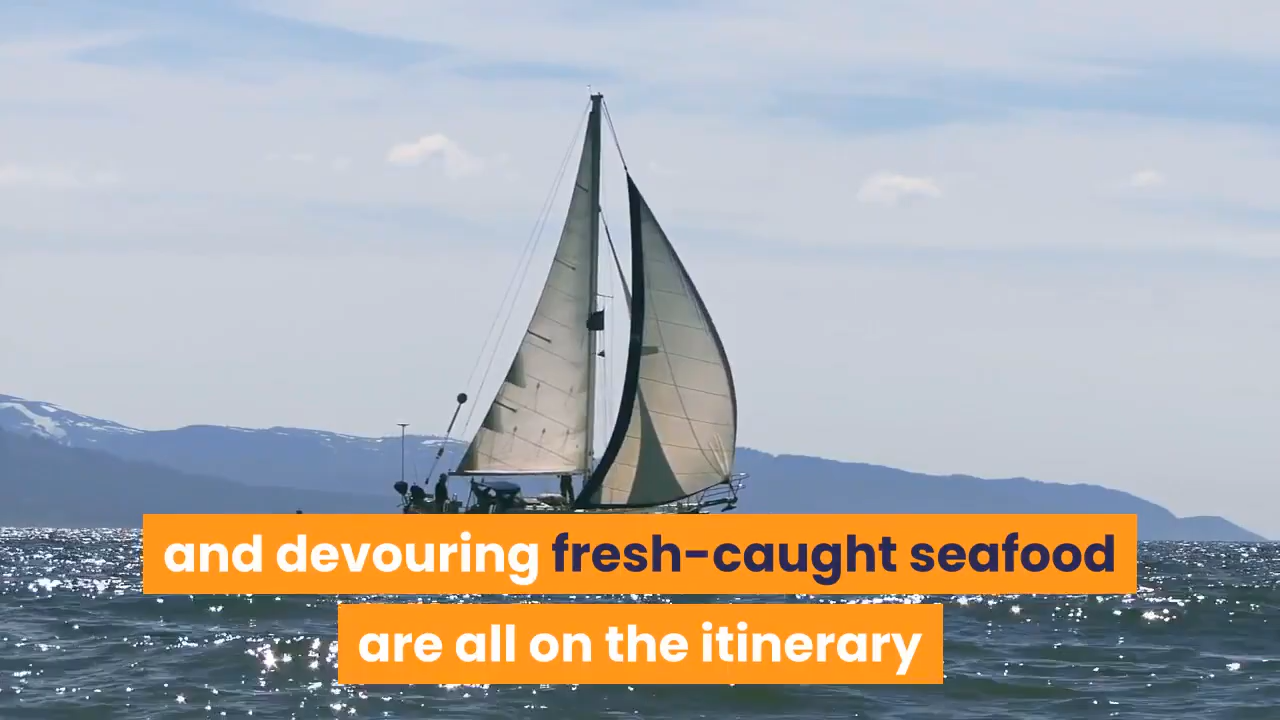 and devouring fresh-caught seafood
are all on the itinerary